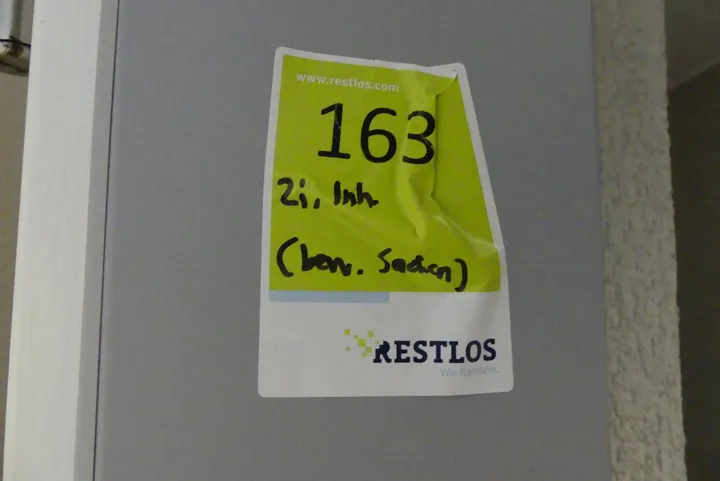 www.restlos.com
163
Zi, Inh.
(bew. Sachen)
RESTLOS
Wir handeln.